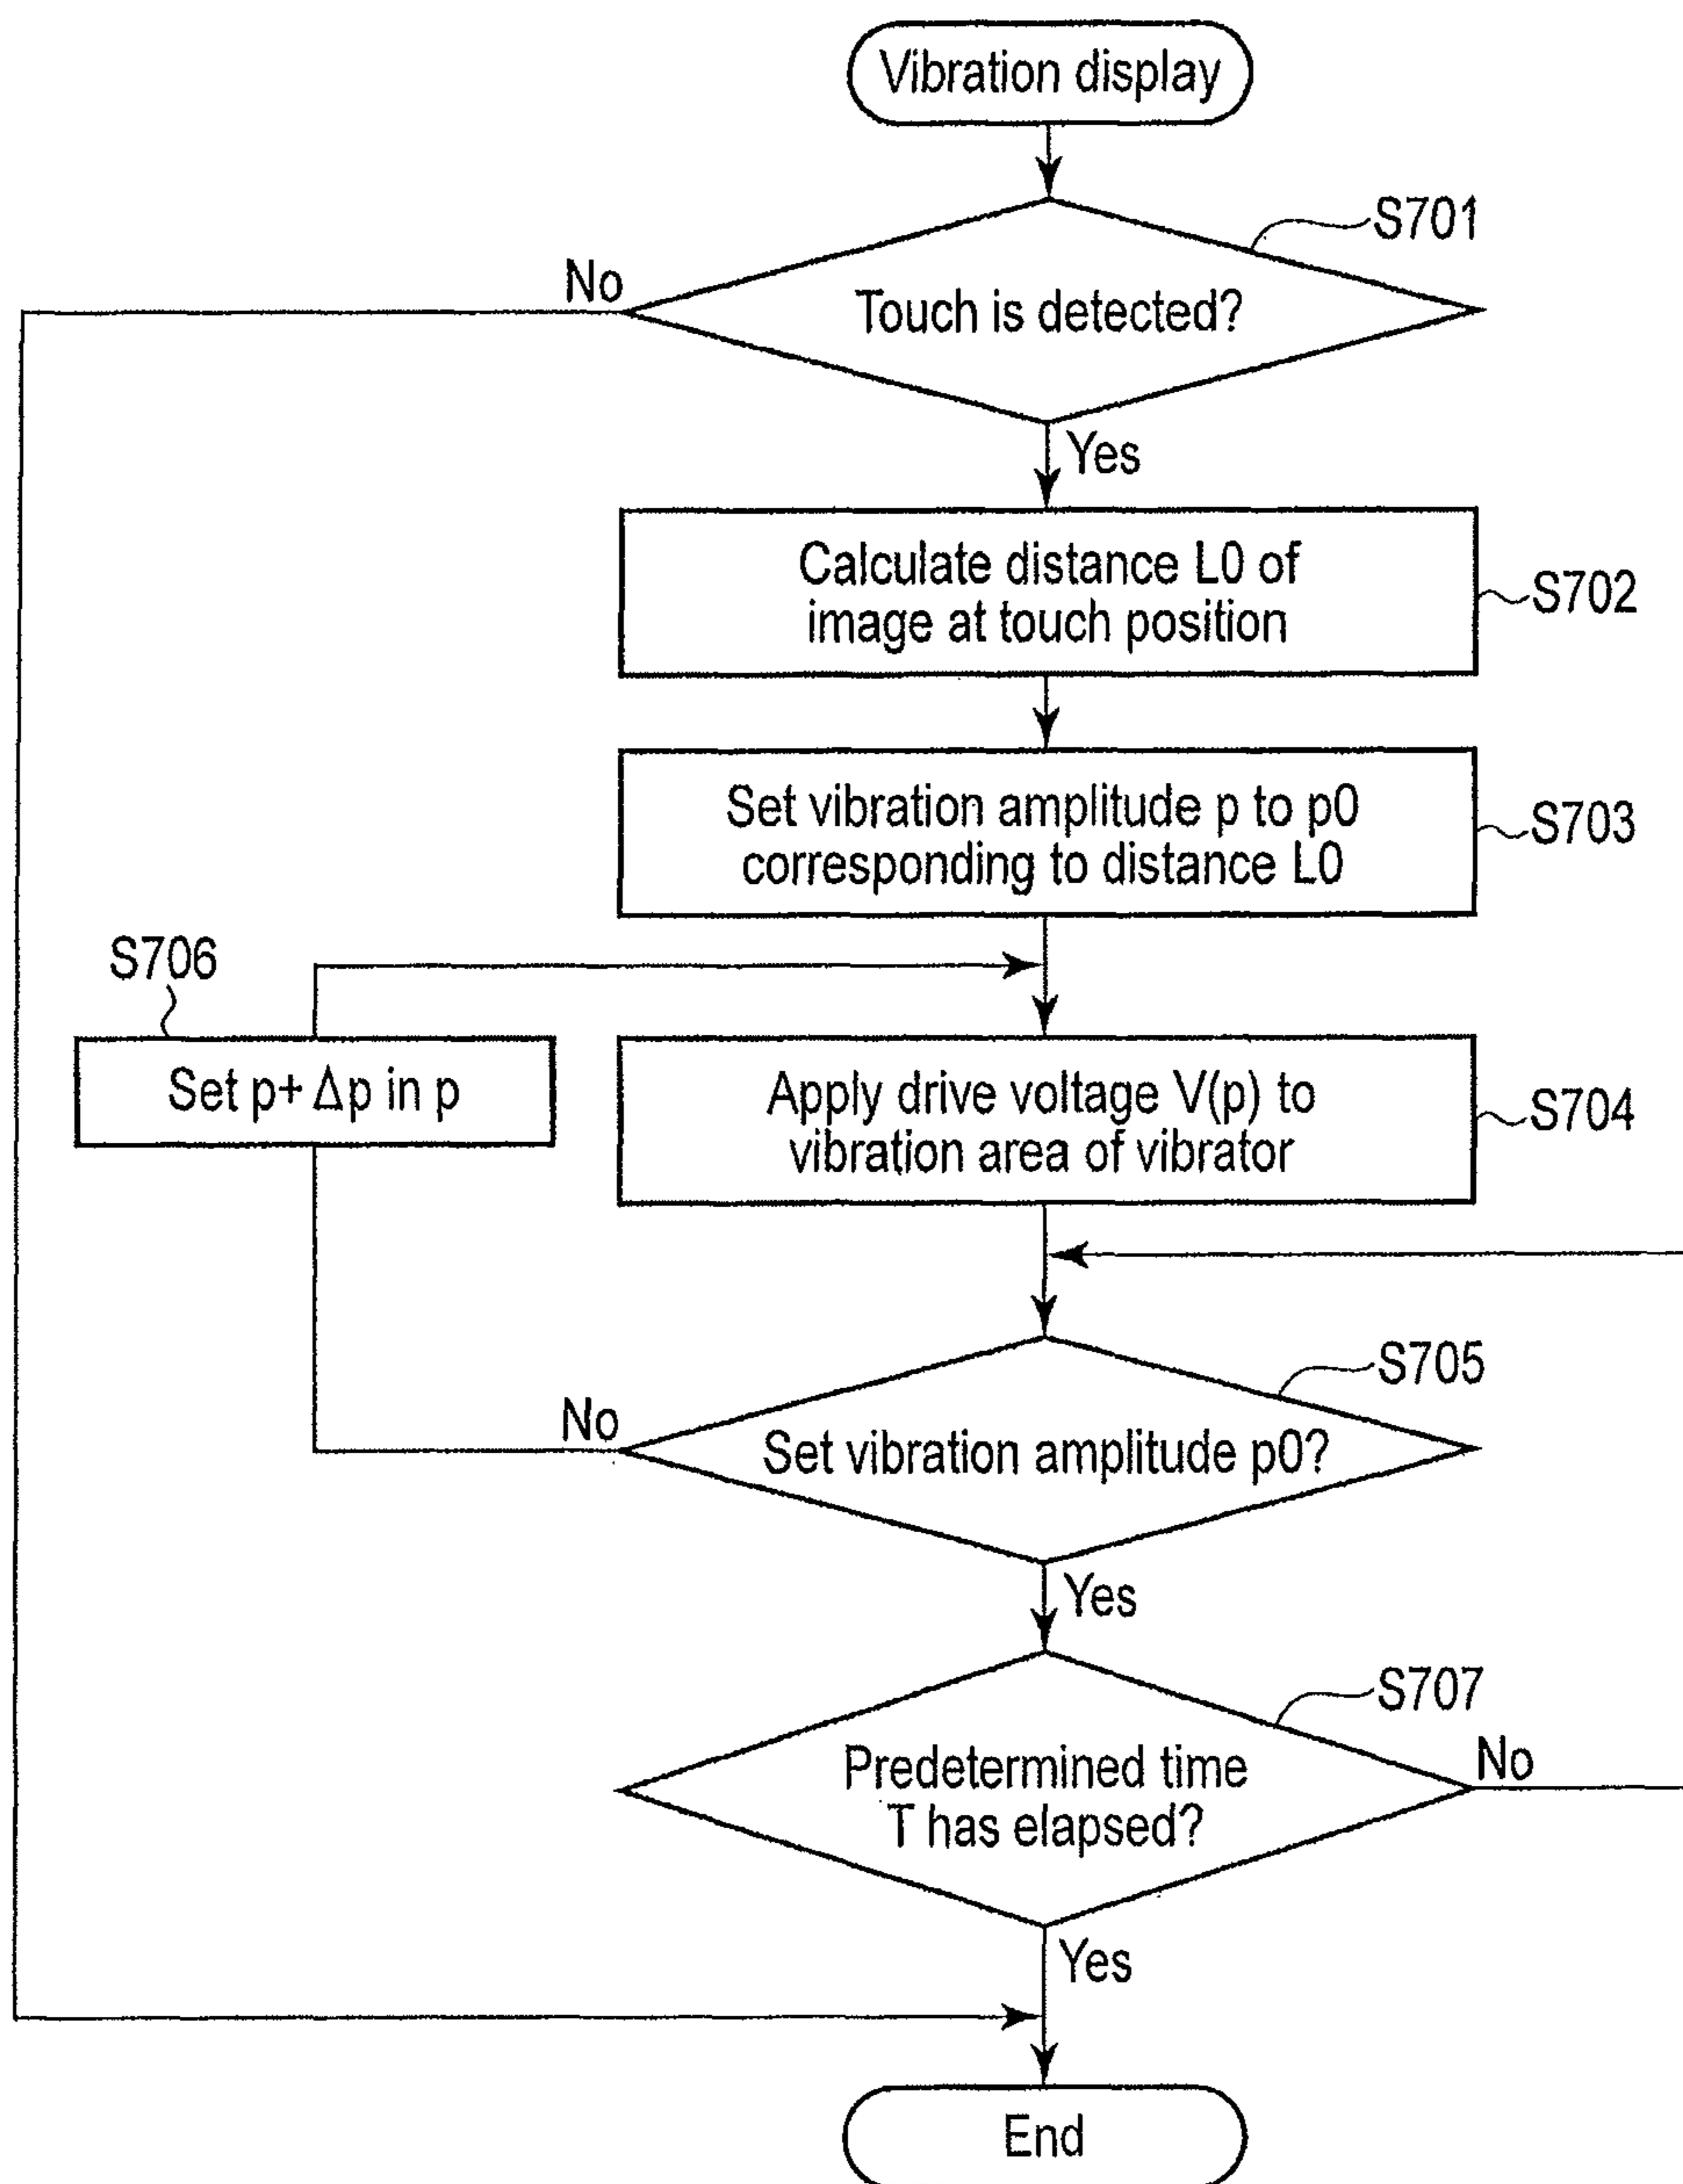 Vibration display
S701
No
Touch is detected?
Yes
Calculate distance L0 of
image at touch position
S702
Set vibration amplitude p to p0
corresponding to distance L0
S703
S706
Set p+ Δp in p
Apply drive voltage V(p) to
vibration area of vibrator
S704
S705
No
Set vibration amplitude p0?
Yes
S707
Predetermined time
T has elapsed?
No
Yes
End